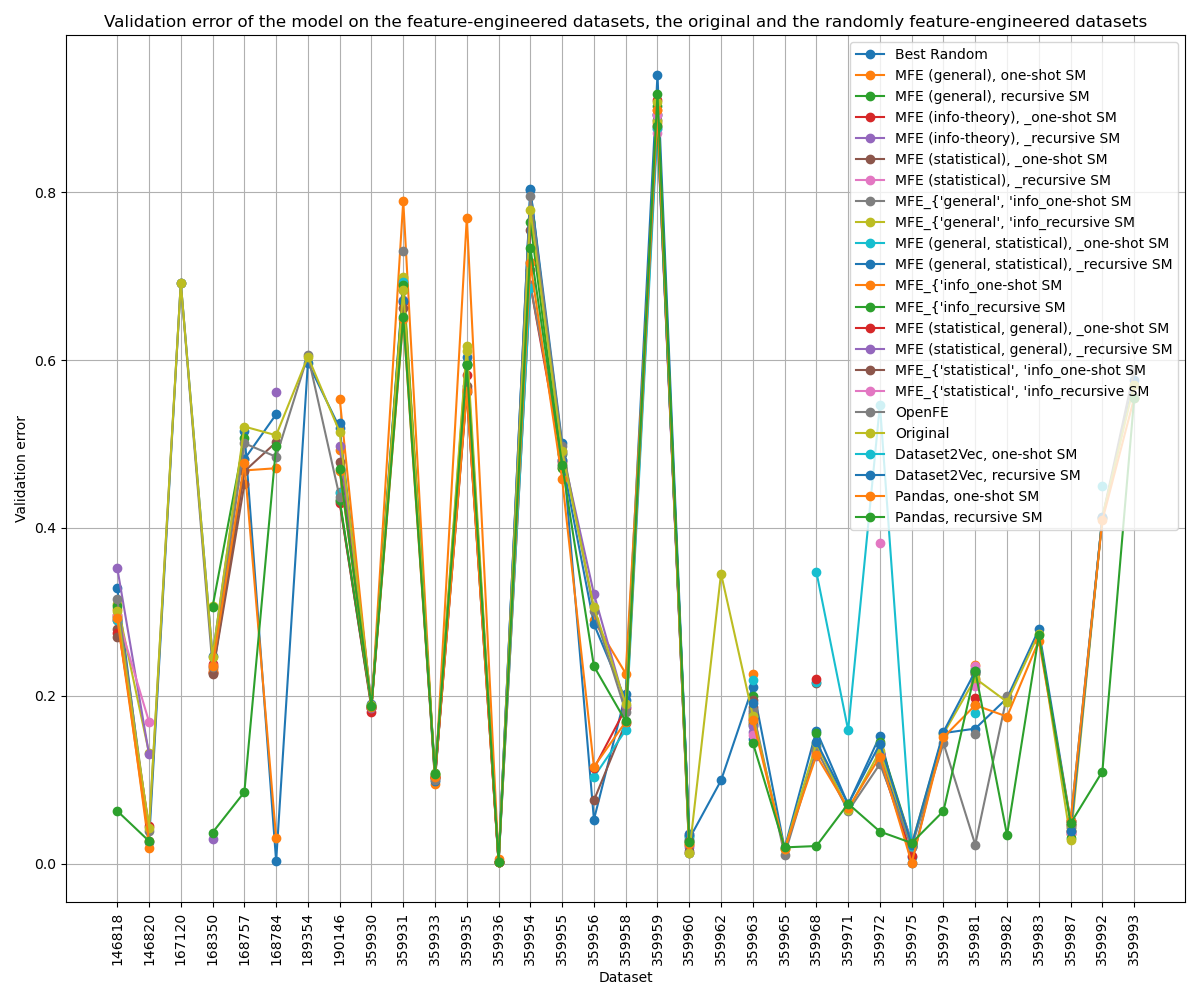 Validation error of the model on the feature-engineered datasets, the original and the randomly feature-engineered datasets
Validation error
0.8
0.6
0.4
0.2
0.0
Best Random
MFE (general), one-shot SM
MFE (general), recursive SM
MFE (info-theory), _one-shot SM
MFE (info-theory), _recursive SM
MFE (statistical), _one-shot SM
MFE (statistical), _recursive SM
MFE_{'general', 'info_one-shot SM
MFE_{'general', 'info_recursive SM
MFE (general, statistical), _one-shot SM
MFE (general, statistical), _recursive SM
MFE_{'info_one-shot SM
MFE_{'info_recursive SM
MFE (statistical, general), _one-shot SM
MFE (statistical, general), _recursive SM
MFE_{'statistical', 'info_one-shot SM
MFE_{'statistical', 'info_recursive SM
OpenFE
Original
Dataset2Vec, one-shot SM
Dataset2Vec, recursive SM
Pandas, one-shot SM
Pandas, recursive SM
146818
146820
167120
168350
168757
168784
189354
190146
359930
359931
359933
359935
359936
359954
359955
359956
359958
359959
359960
359962
359963
359965
359968
359971
359972
359975
359979
359981
359982
359983
359987
359992
359993
Dataset